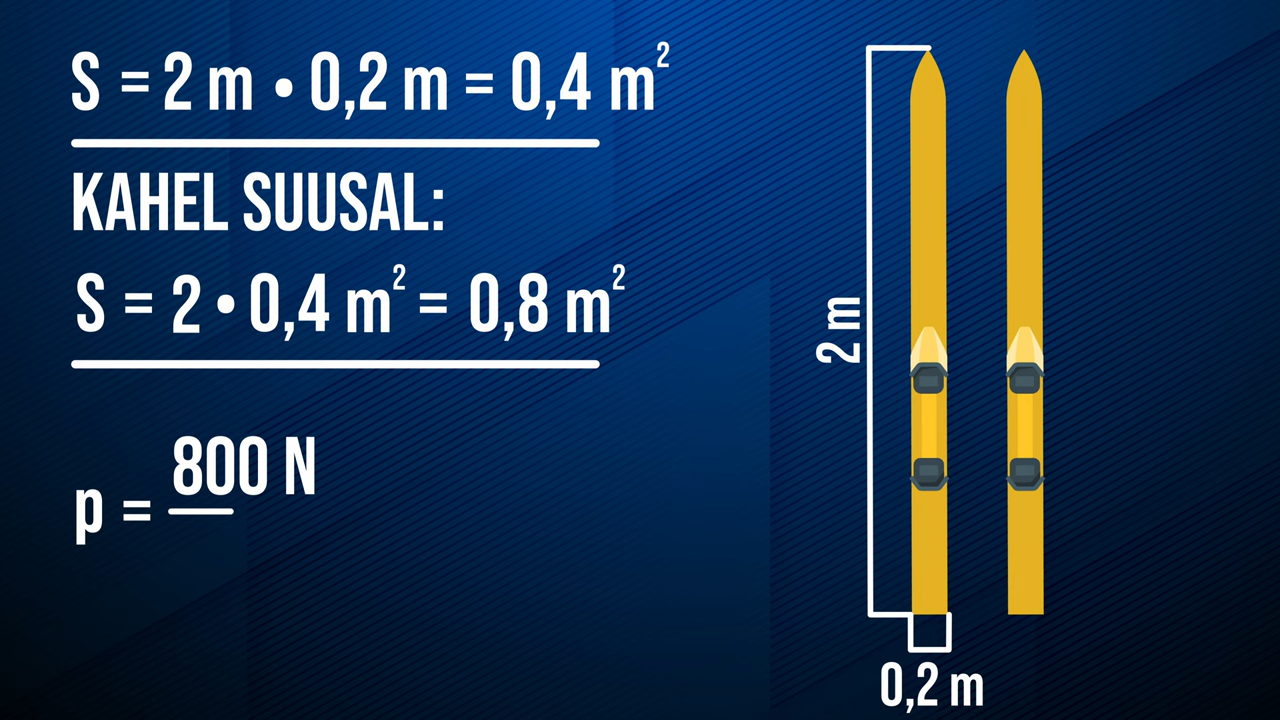 S = 2 m • 0,2 m = 0,4 m²
KAHEL SUUSAL:
S = 2 • 0,4 m² = 0,8 m²
p = 800 N
2 m
0,2 m